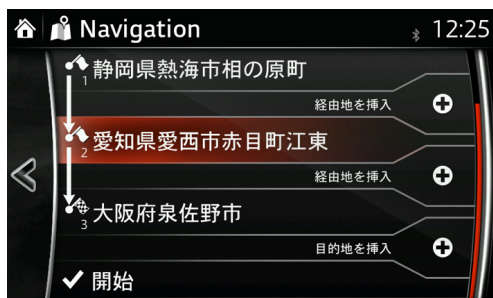 Navigation
12:25
1
静岡県熱海市相の原町
経由地を挿入
2
愛知県愛西市赤目町江東
経由地を挿入
3
大阪府泉佐野市
目的地を挿入
開始